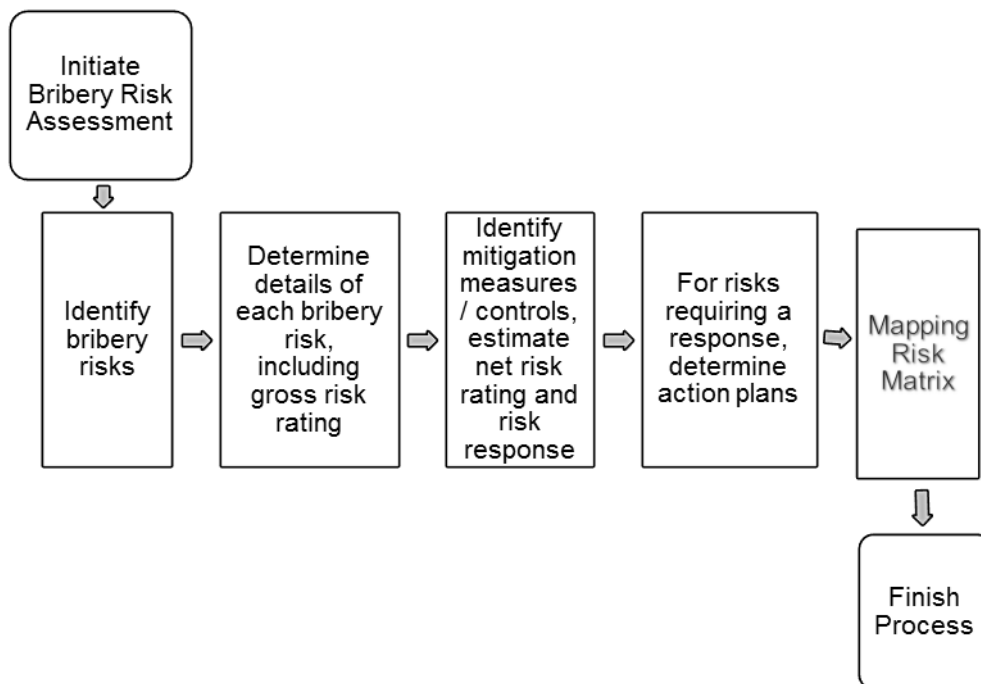 Initiate
Bribery Risk
Assessment
Identify
bribery
risks
Determine
details of
each bribery
risk,
including
gross risk
rating
Identify
mitigation
measures
/ controls,
estimate
net risk
rating and
risk
response
For risks
requiring a
response,
determine
action plans
Mapping
Risk
Matrix
Finish
Process